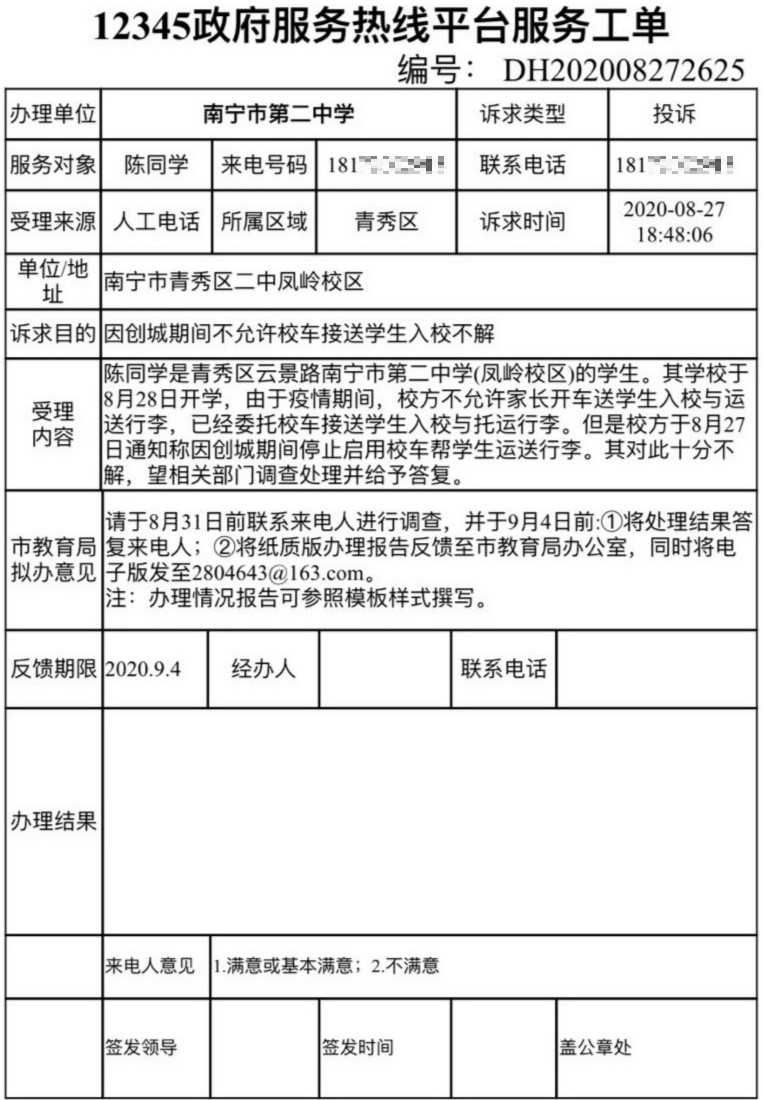 12345政府服务热线平台服务工单
编号： DH202008272625
办理单位 南宁市第二中学 诉求类型 投诉
服务对象 陈同学 来电号码 181 联系电话 181
受理来源 人工电话 所属区域 青秀区 诉求时间 2020-08-27
18:48:06
单位/地
址
南宁市青秀区二中凤岭校区
诉求目的 因创城期间不允许校车接送学生入校不解
受理
内容
陈同学是青秀区云景路南宁市第二中学(凤岭校区)的学生。其学校于
8月28日开学，由于疫情期间，校方不允许家长开车送学生入校与运
送行李，已经委托校车接送学生入校与托运行李。但是校方于8月27
日通知称因创城期间停止启用校车帮学生运送行李。其对此十分不
解，望相关部门调查处理并给予答复。
市教育局
拟办意见
请于8月31日前联系来电人进行调查，并于9月4日前:①将处理结果答
复来电人；②将纸质版办理报告反馈至市教育局办公室，同时将电
子版发至2804643@163.com。
注：办理情况报告可参照模板样式撰写。
反馈期限 2020.9.4 经办人 联系电话
办理结果
来电人意见 1.满意或基本满意；2.不满意
签发领导 签发时间 盖公章处